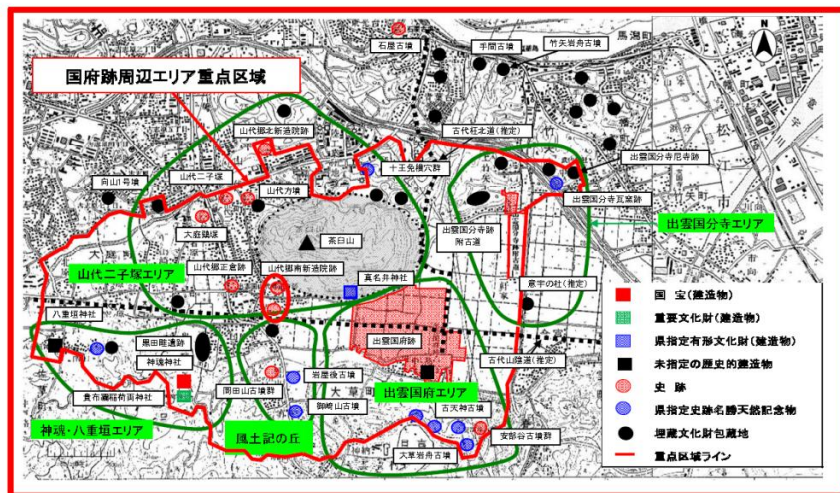 国府跡周辺エリア重点区域
石屋古墳
手間古墳
竹矢岩舟古墳
馬潟町
N
山代郷北新造院跡
古代枉北道(推定)
十王免横穴群
出雲国分寺尼寺跡
向山1号墳
山代二子塚
山代方墳
出雲国分寺瓦窯跡
松江市
矢田町
大庭鶏塚
茶臼山
出雲国分寺跡
附古道
出雲国分寺エリア
大庭
山代二子塚エリア
山代郷正倉跡
山代郷南新造院跡
真名井神社
意宇の杜(推定)
八重垣神社
黒田畦遺跡
神魂神社
出雲国府跡
古代山陰道(推定)
貴布禰稲荷両神社
岡田山古墳群
岩屋後古墳
大草町
御崎山古墳
出雲国府エリア
古天神古墳
神魂・八重垣エリア
風土記の丘
大草岩舟古墳
安部谷古墳群
国 宝(建造物)
重要文化財(建造物)
県指定有形文化財(建造物)
未指定の歴史的建造物
史 跡
県指定史跡名勝天然記念物
埋蔵文化財包蔵地
重点区域ライン